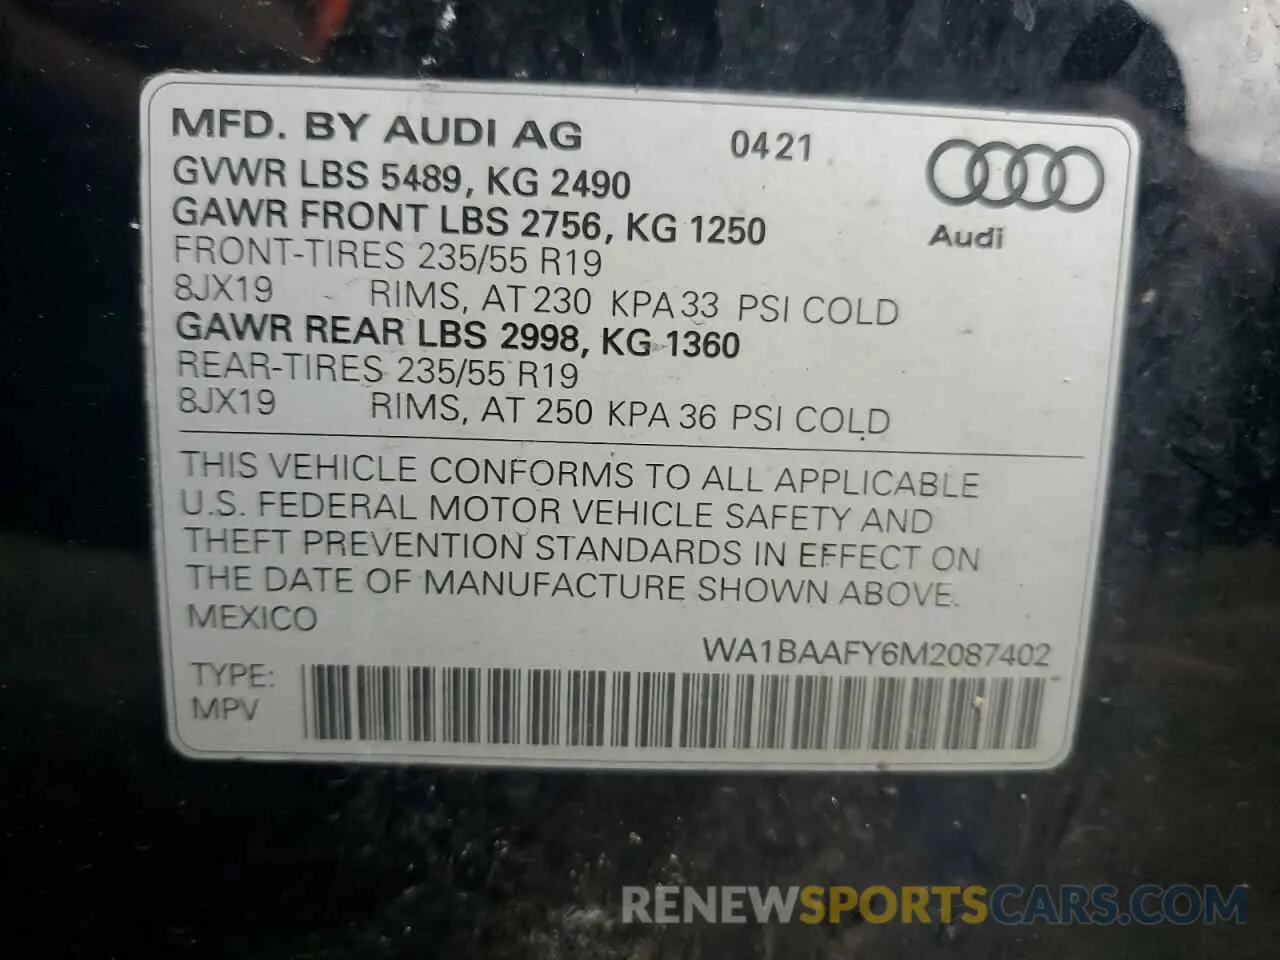 MFD. BY AUDI AG 0421
GVWR LBS 5489, KG 2490
GAWR FRONT LBS 2756, KG 1250
Audi
FRONT-TIRES 235/55 R19
8JX19 RIMS, AT 230 KPA 33 PSI COLD
GAWR REAR LBS 2998, KG 1360
REAR-TIRES 235/55 R19
8JX19 RIMS, AT 250 KPA 36 PSI COLD
THIS VEHICLE CONFORMS TO ALL APPLICABLE
U.S. FEDERAL MOTOR VEHICLE SAFETY AND
THEFT PREVENTION STANDARDS IN EFFECT ON
THE DATE OF MANUFACTURE SHOWN ABOVE.
MEXICO
WA1BAAFY6M2087402
TYPE:
MPV
RENEWSPORTSCARS.COM